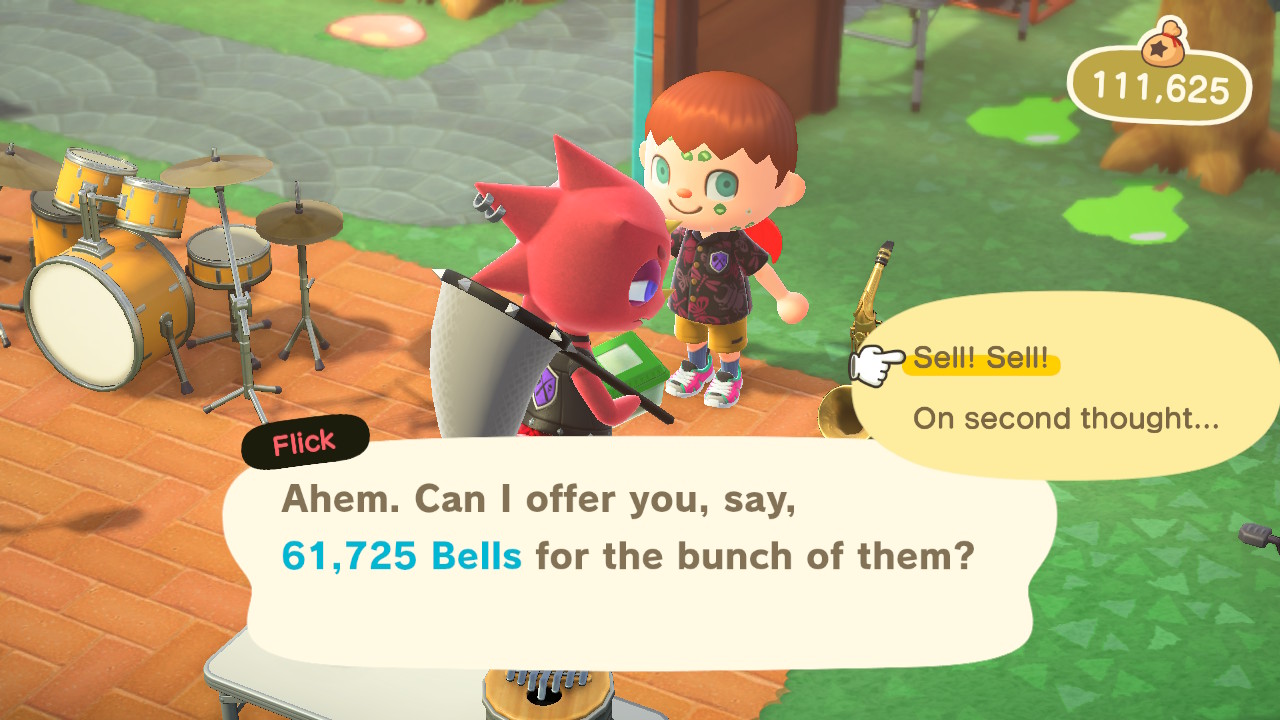 111,625
Sell! Sell!
On second thought...
Flick
Ahem. Can I offer you, say,
61,725 Bells for the bunch of them?